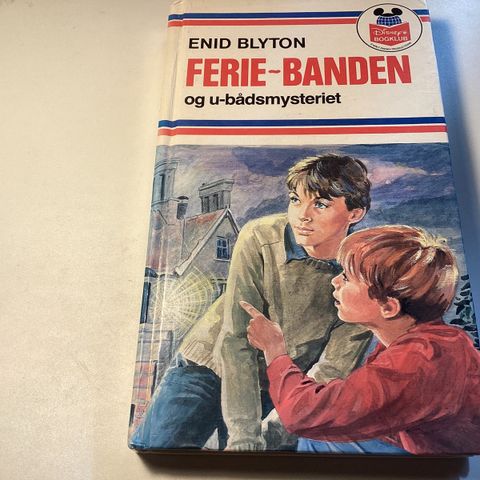 Disney's
BOGKLUB
ENID BLYTON
FERIE-BANDEN
og u-bådsmysteriet